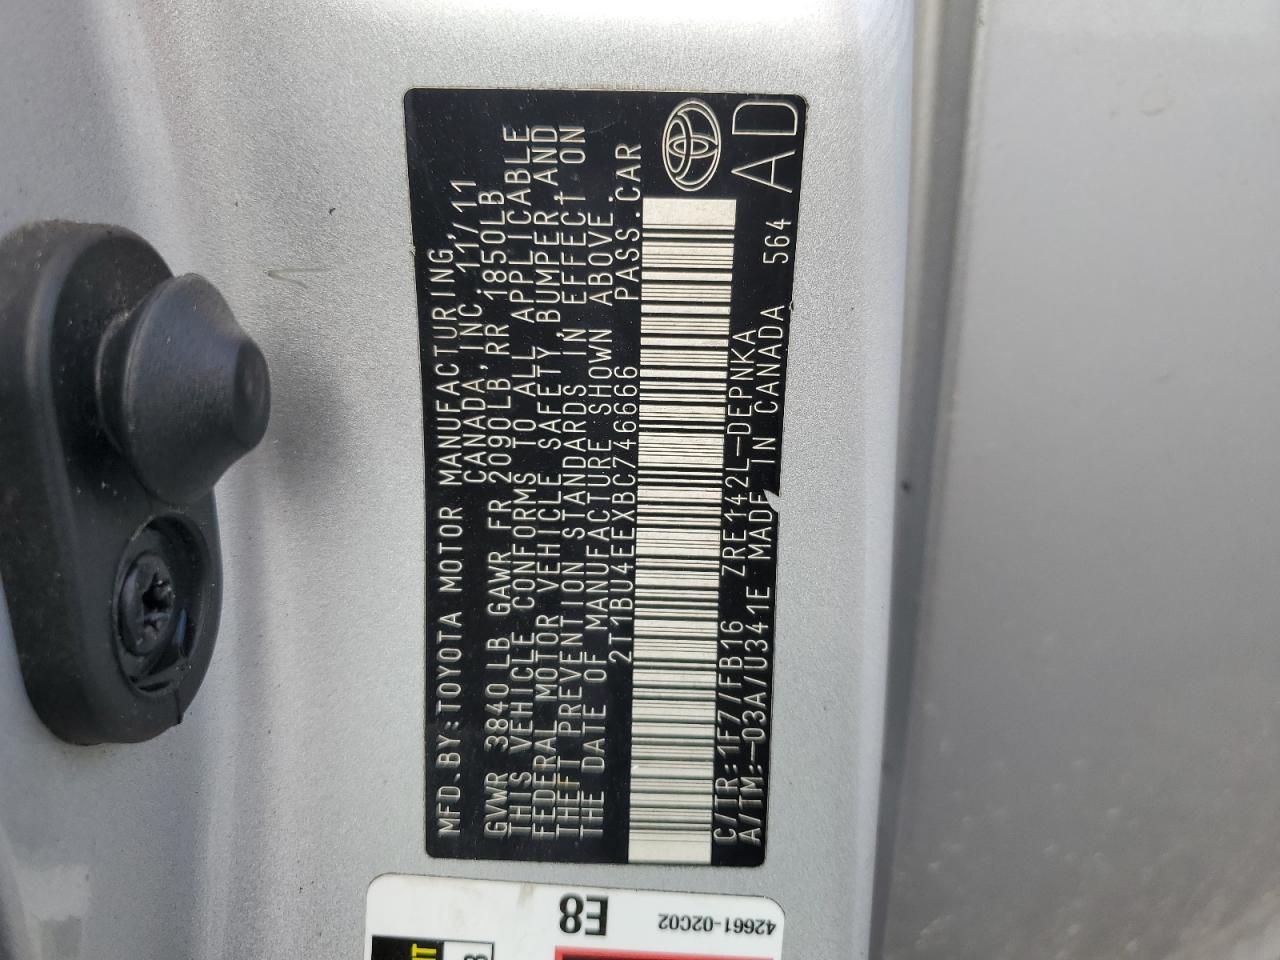 MFD.BY:TOYOTA MOTOR MANUFACTURING,
CANADA,INC. 11/11
GVWR 3840LB GAWR FR 2090LB,RR 1850LB
THIS VEHICLE CONFORMS TO ALL APPLICABLE
FEDERAL MOTOR VEHICLE SAFETY,BUMPER,AND
THEFT PREVENTION STANDARDS IN EFFECT ON
THE DATE OF MANUFACTURE SHOWN ABOVE.
2T1BU4EEXBC746666 PASS.CAR
C/TR:1F7/FB16 ZRE142L-DEPNKA
A/TM:-03A/U341E MADE IN CANADA 564
AD
E8
42661-02C02